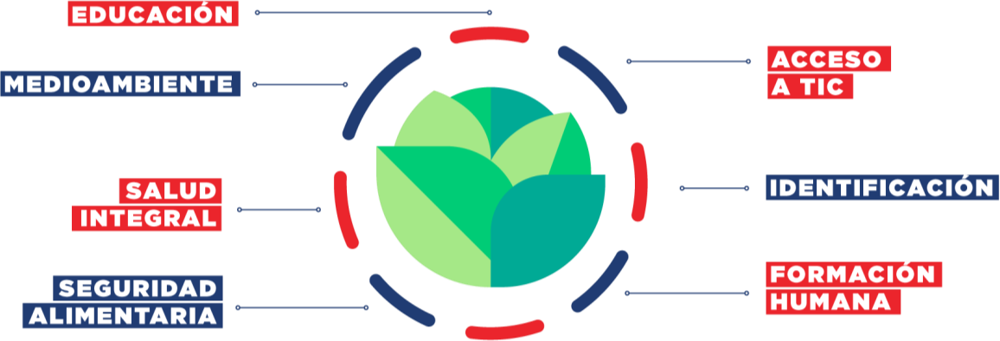 EDUCACIÓN
MEDIOAMBIENTE
SALUD
INTEGRAL
SEGURIDAD
ALIMENTARIA
ACCESO
A TIC
IDENTIFICACIÓN
FORMACIÓN
HUMANA